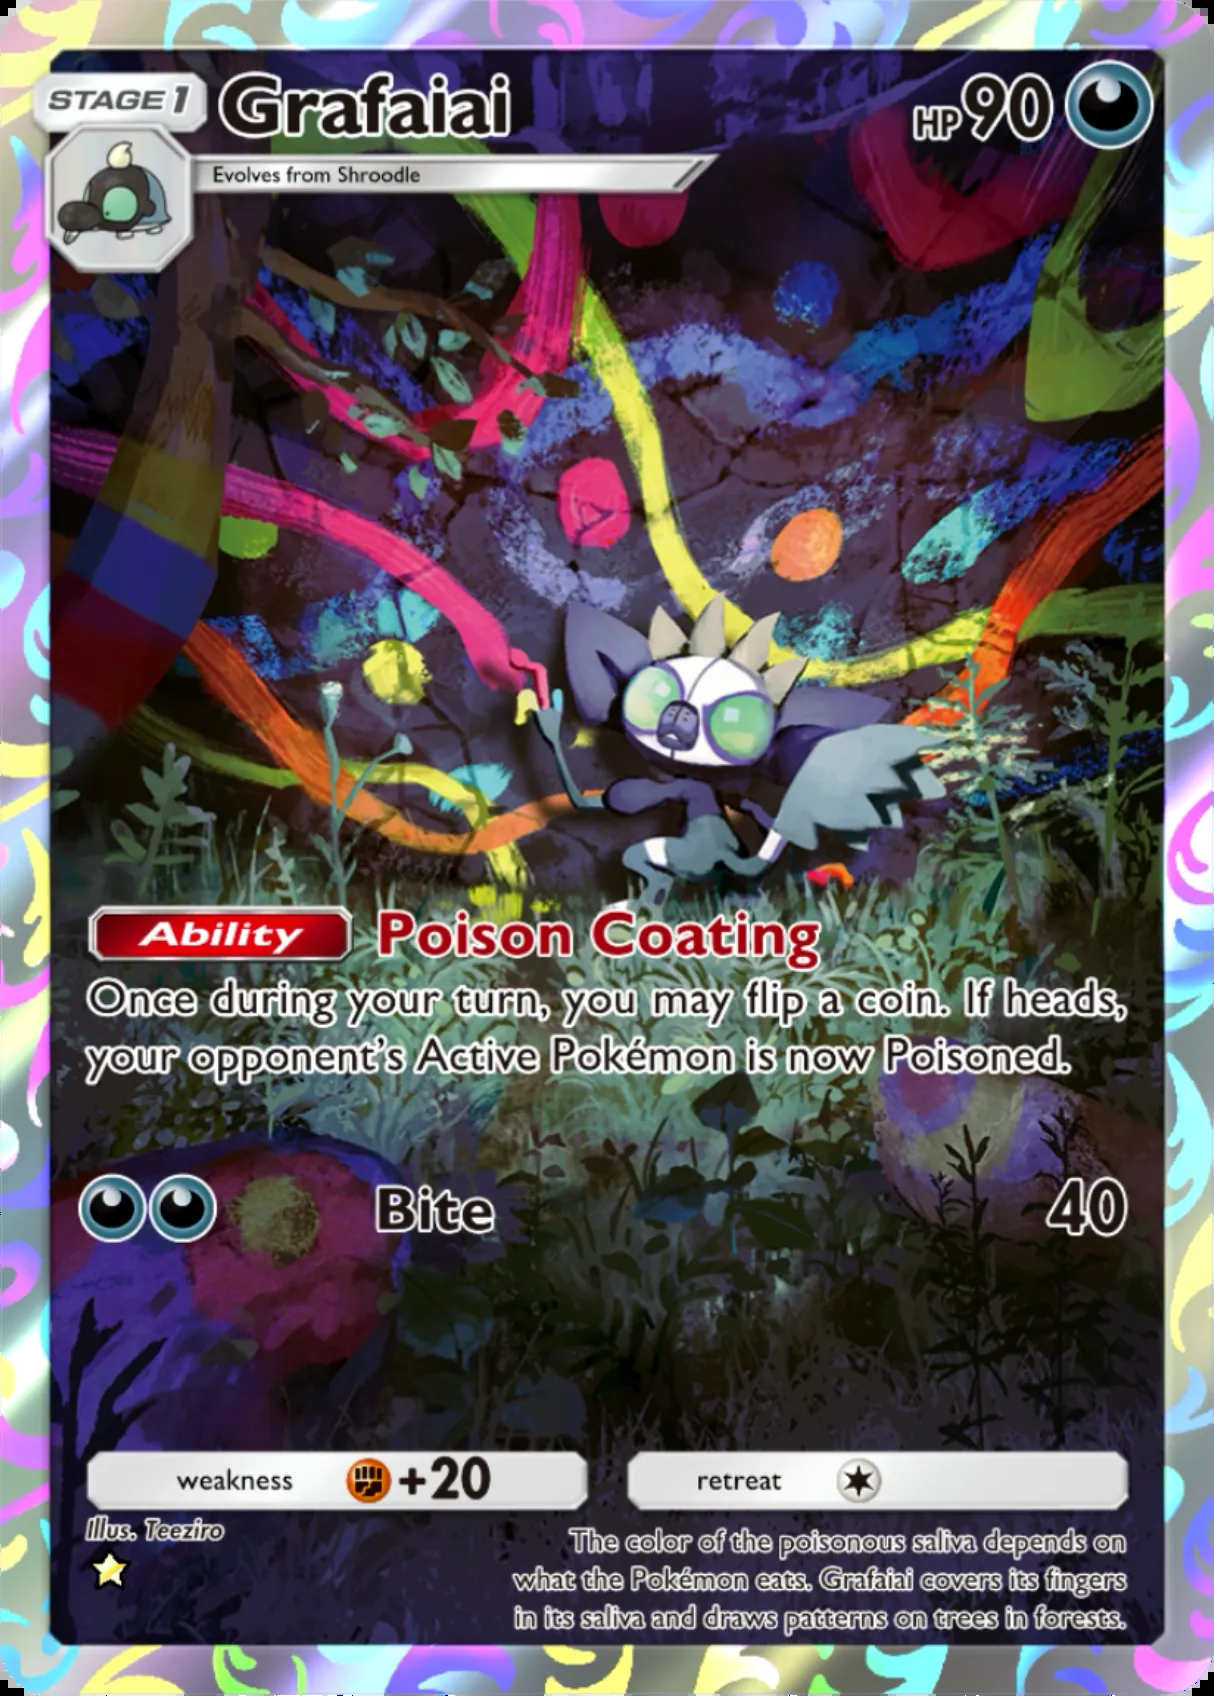 STAGE 1 Grafaiai HP 90
Evolves from Shroodle
Ability Poison Coating
Once during your turn, you may flip a coin. If heads,
your opponent's Active Pokémon is now Poisoned.
Bite 40
weakness +20 retreat
Illus. Teeziro
The color of the poisonous saliva depends on
what the Pokémon eats. Grafaiai covers its fingers
in its saliva and draws patterns on trees in forests.